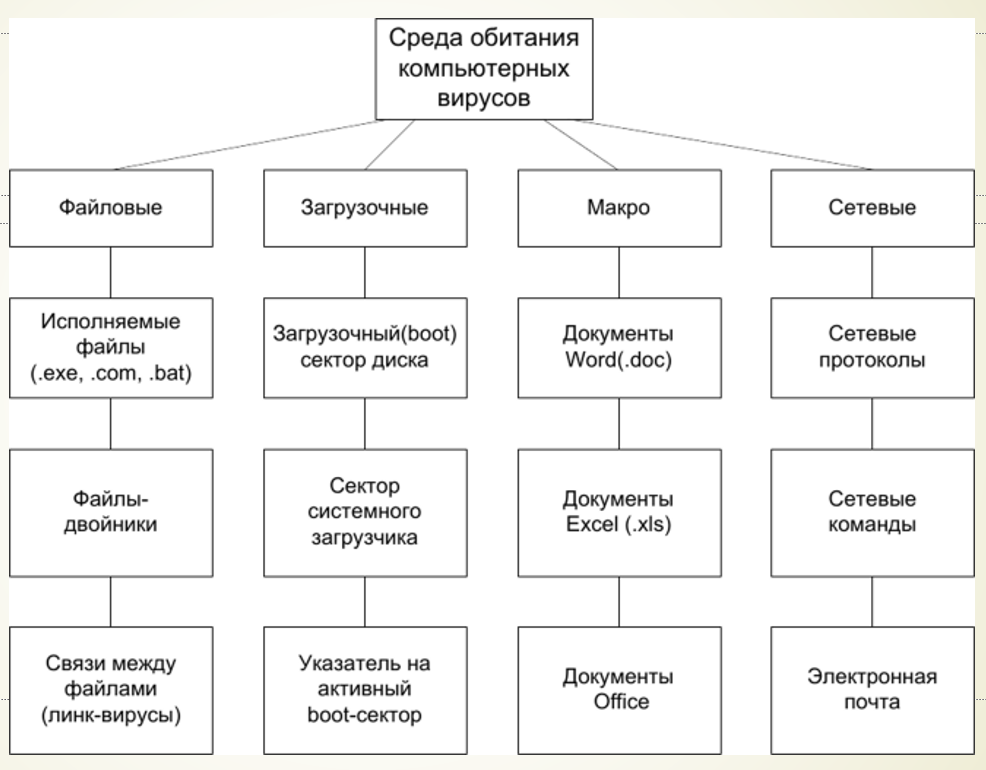 Среда обитания
компьютерных
вирусов
Файловые
Загрузочные
Макро
Сетевые
Исполняемые
файлы
(.exe, .com, .bat)
Загрузочный(boot)
сектор диска
Документы
Word(.doc)
Сетевые
протоколы
Файлы-
двойники
Сектор
системного
загрузчика
Документы
Excel (.xls)
Сетевые
команды
Связи между
файлами
(линк-вирусы)
Указатель на
активный
boot-сектор
Документы
Office
Электронная
почта